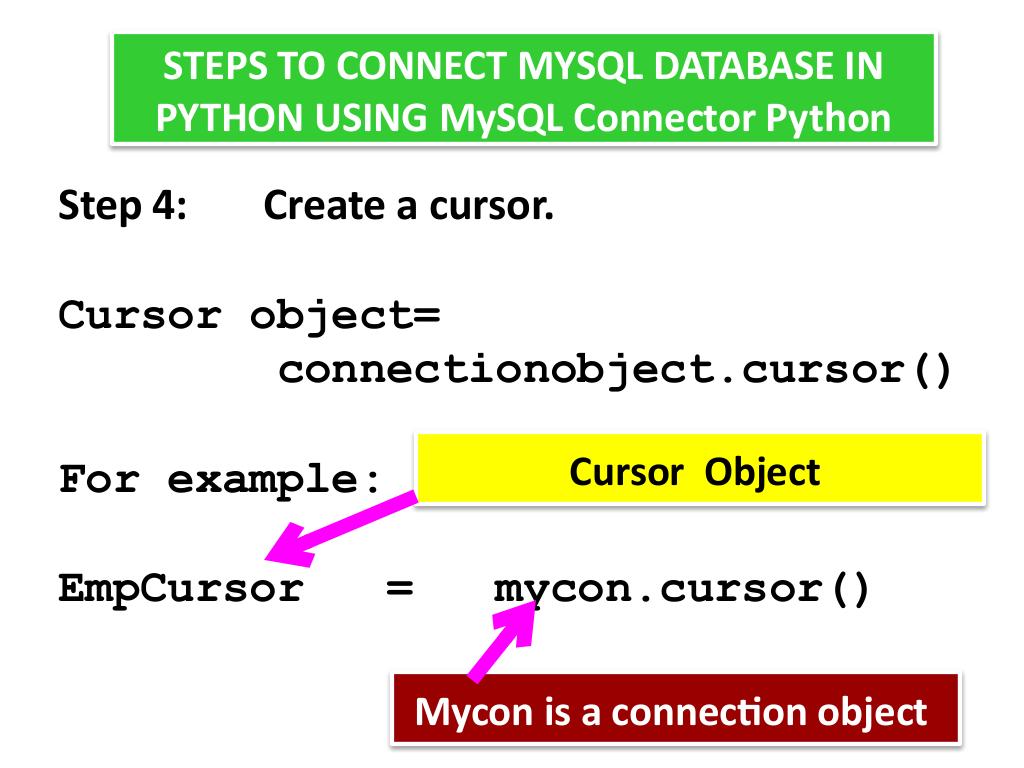 STEPS TO CONNECT MYSQL DATABASE IN
PYTHON USING MySQL Connector Python
Step 4: Create a cursor.
Cursor object=
connectionobject.cursor()
For example:
Cursor Object
EmpCursor = mycon.cursor()
Mycon is a connection object